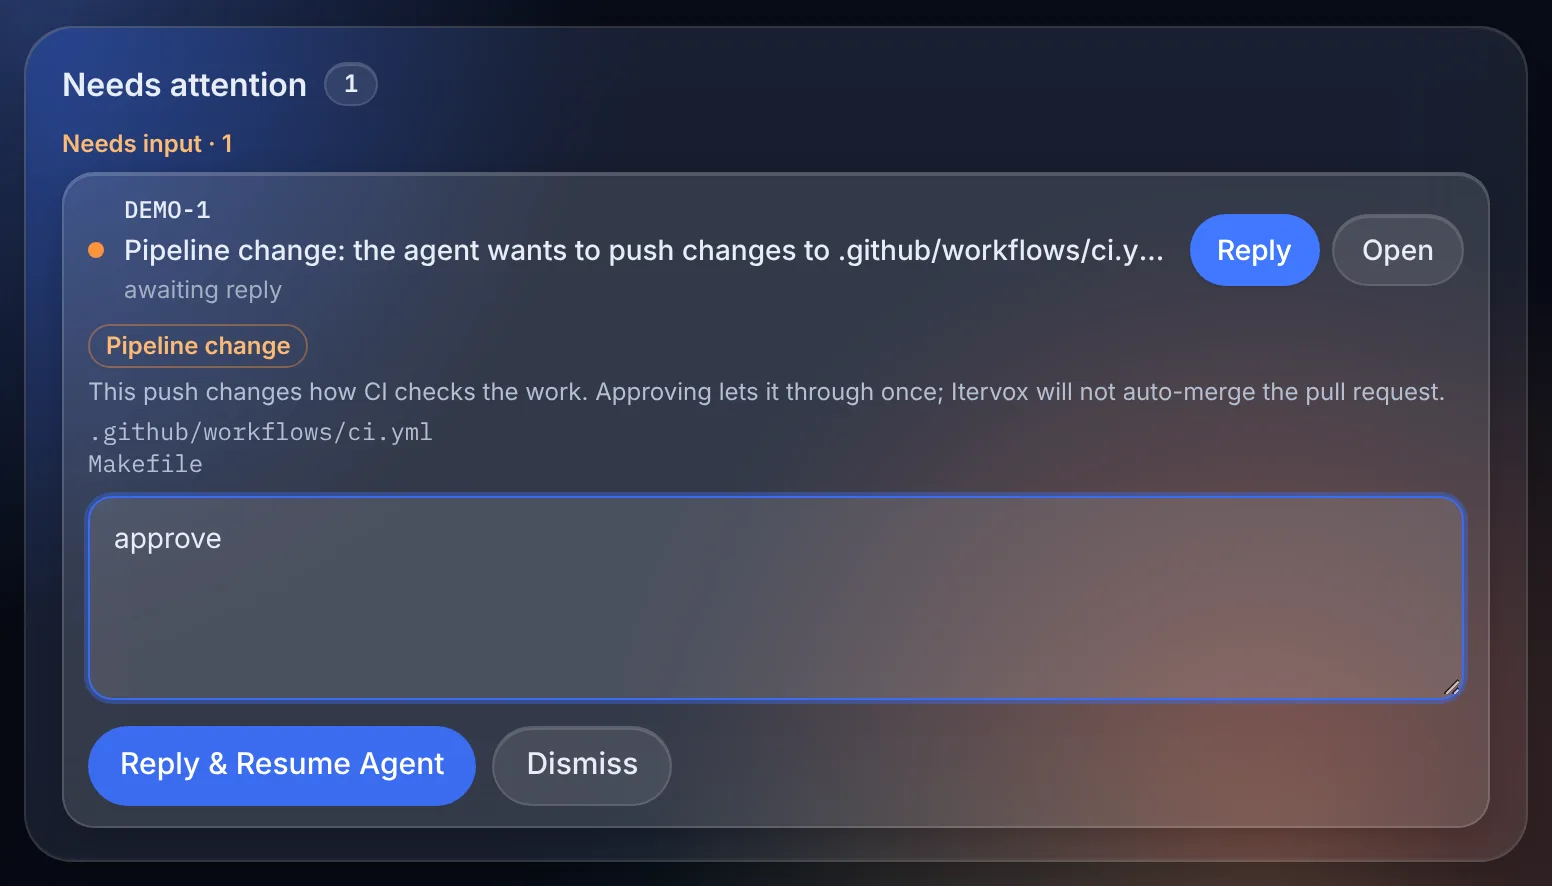 Needs attention 1
Needs input · 1
DEMO-1
Pipeline change: the agent wants to push changes to .github/workflows/ci.y...
Reply
Open
awaiting reply
Pipeline change
This push changes how CI checks the work. Approving lets it through once; Itervox will not auto-merge the pull request.
.github/workflows/ci.yml
Makefile
approve
Reply & Resume Agent
Dismiss